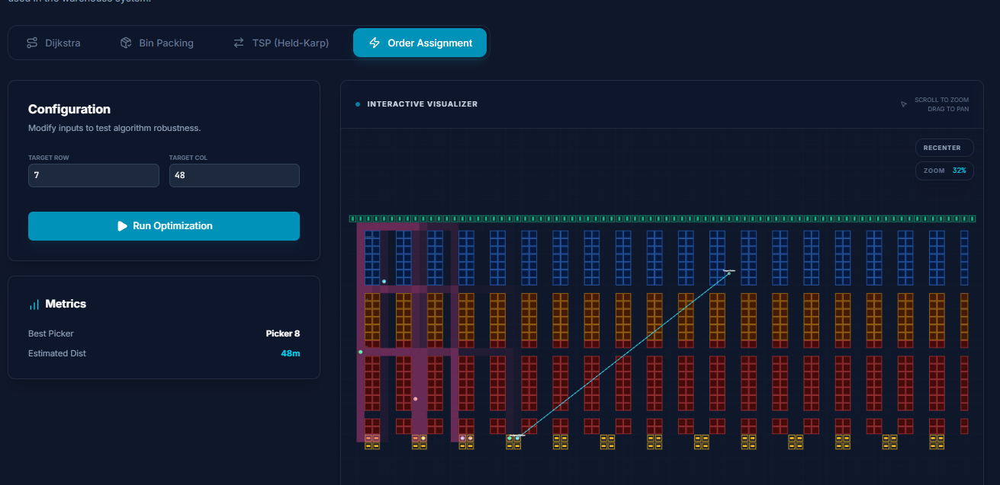 used in the warehouse system.
Dijkstra
Bin Packing
TSP (Held-Karp)
Order Assignment
Configuration
Modify inputs to test algorithm robustness.
TARGET ROW
TARGET COL
7
48
Run Optimization
Metrics
Best Picker
Picker 8
Estimated Dist
48m
INTERACTIVE VISUALIZER
SCROLL TO ZOOM
DRAG TO PAN
RECENTER
ZOOM 32%